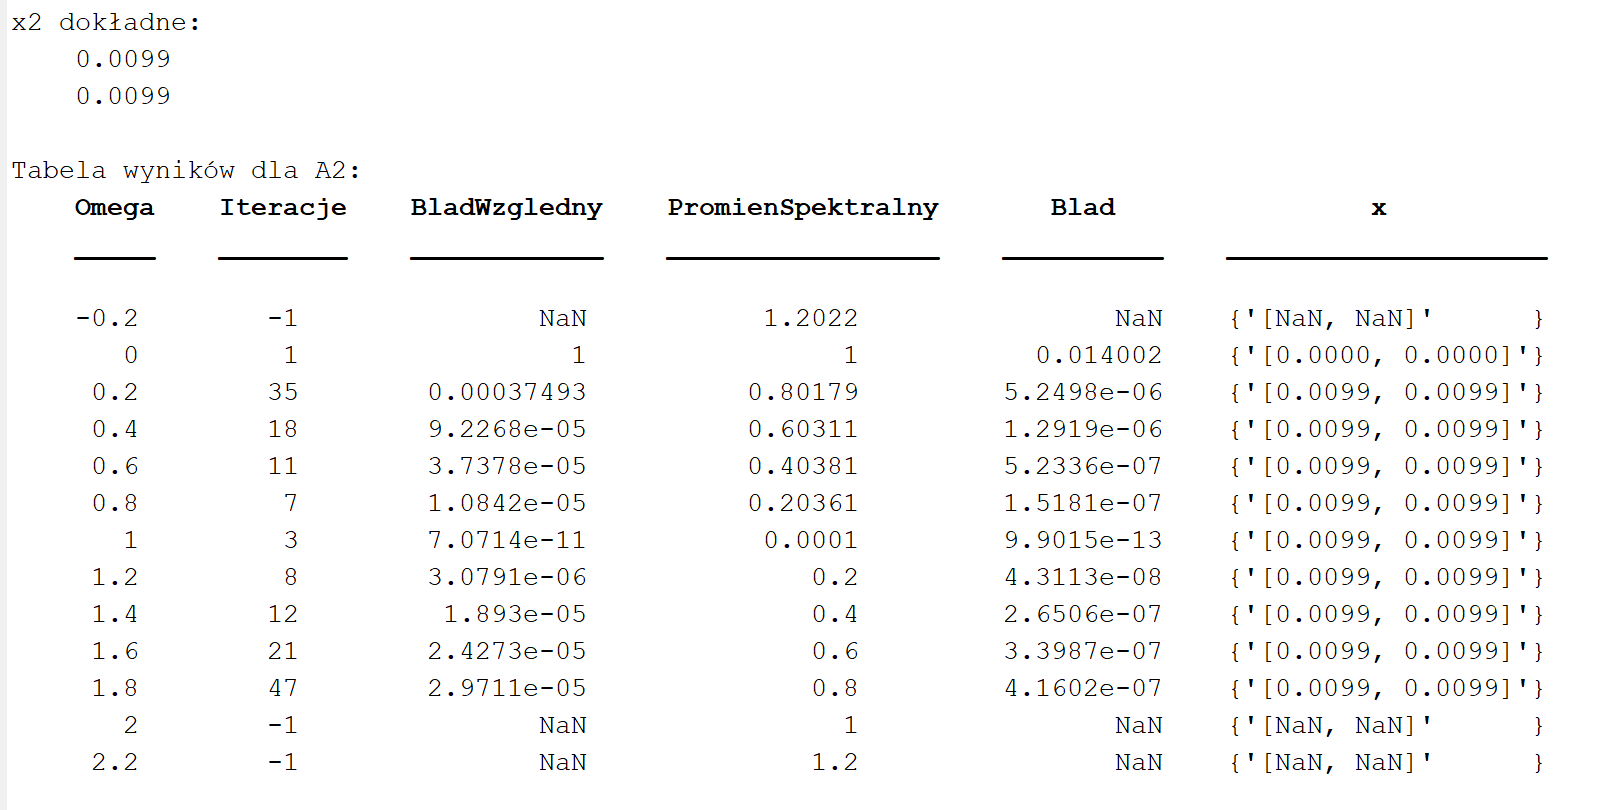 x2 dokładne:
0.0099
0.0099
Tabela wyników dla A2:
Omega Iteracje BladWzgledny PromienSpektralny Blad x
-0.2 -1 NaN 1.2022 NaN {'[NaN, NaN]' }
0 1 1 1 0.014002 {'[0.0000, 0.0000]'}
0.2 35 0.00037493 0.80179 5.2498e-06 {'[0.0099, 0.0099]'}
0.4 18 9.2268e-05 0.60311 1.2919e-06 {'[0.0099, 0.0099]'}
0.6 11 3.7378e-05 0.40381 5.2336e-07 {'[0.0099, 0.0099]'}
0.8 7 1.0842e-05 0.20361 1.5181e-07 {'[0.0099, 0.0099]'}
1 3 7.0714e-11 0.0001 9.9015e-13 {'[0.0099, 0.0099]'}
1.2 8 3.0791e-06 0.2 4.3113e-08 {'[0.0099, 0.0099]'}
1.4 12 1.893e-05 0.4 2.6506e-07 {'[0.0099, 0.0099]'}
1.6 21 2.4273e-05 0.6 3.3987e-07 {'[0.0099, 0.0099]'}
1.8 47 2.9711e-05 0.8 4.1602e-07 {'[0.0099, 0.0099]'}
2 -1 NaN 1 NaN {'[NaN, NaN]' }
2.2 -1 NaN 1.2 NaN {'[NaN, NaN]' }